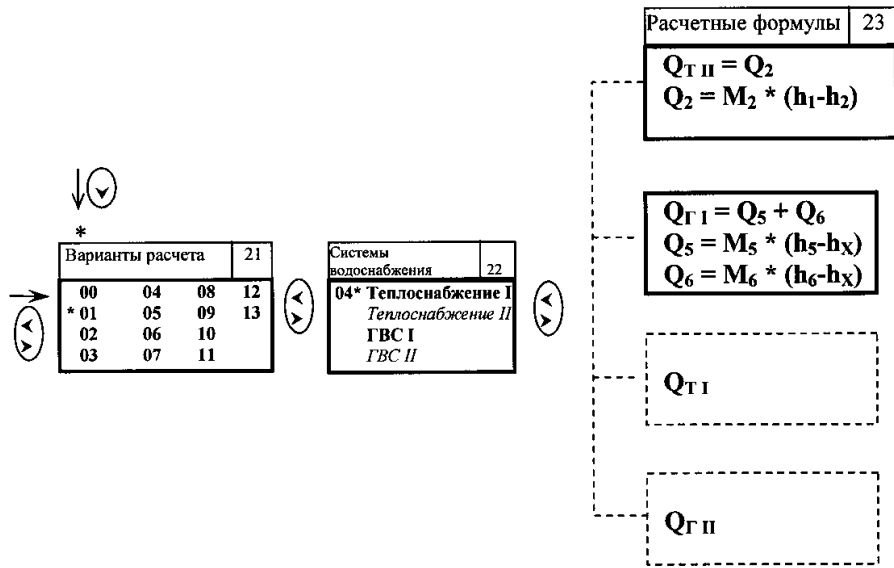 Расчетные формулы 23
Q_T II = Q_2
Q_2 = M_2 * (h_1-h_2)
*
Варианты расчета 21
00 04 08 12
* 01 05 09 13
02 06 10
03 07 11
Системы
водоснабжения 22
04* Теплоснабжение I
Теплоснабжение II
ГВС I
ГВС II
Q_Г I = Q_5 + Q_6
Q_5 = M_5 * (h_5-h_X)
Q_6 = M_6 * (h_6-h_X)
Q_T I
Q_Г II